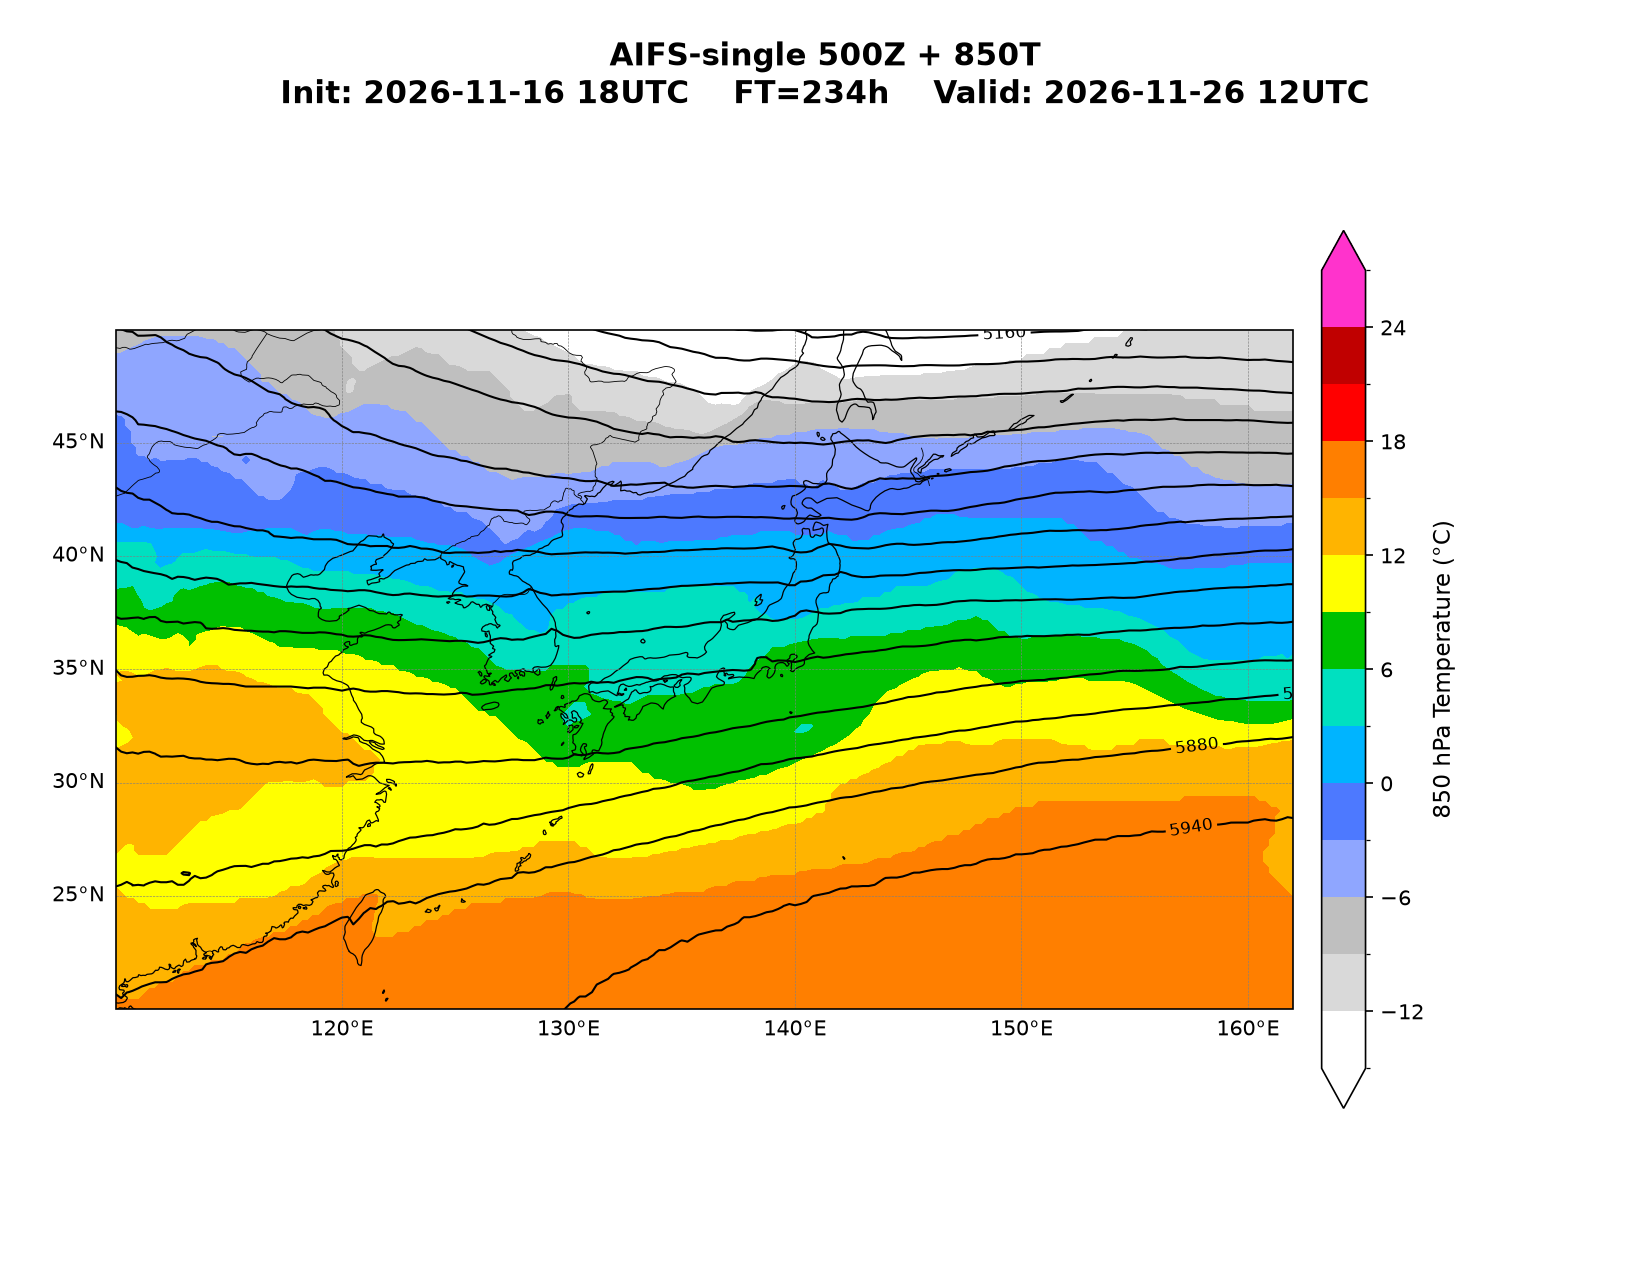 AIFS-single 500Z + 850T
Init: 2026-11-16 18UTC    FT=234h    Valid: 2026-11-26 12UTC
5160
5880
5940
45°N
40°N
35°N
30°N
25°N
120°E
130°E
140°E
150°E
160°E
24
18
12
6
0
−6
−12
850 hPa Temperature (°C)